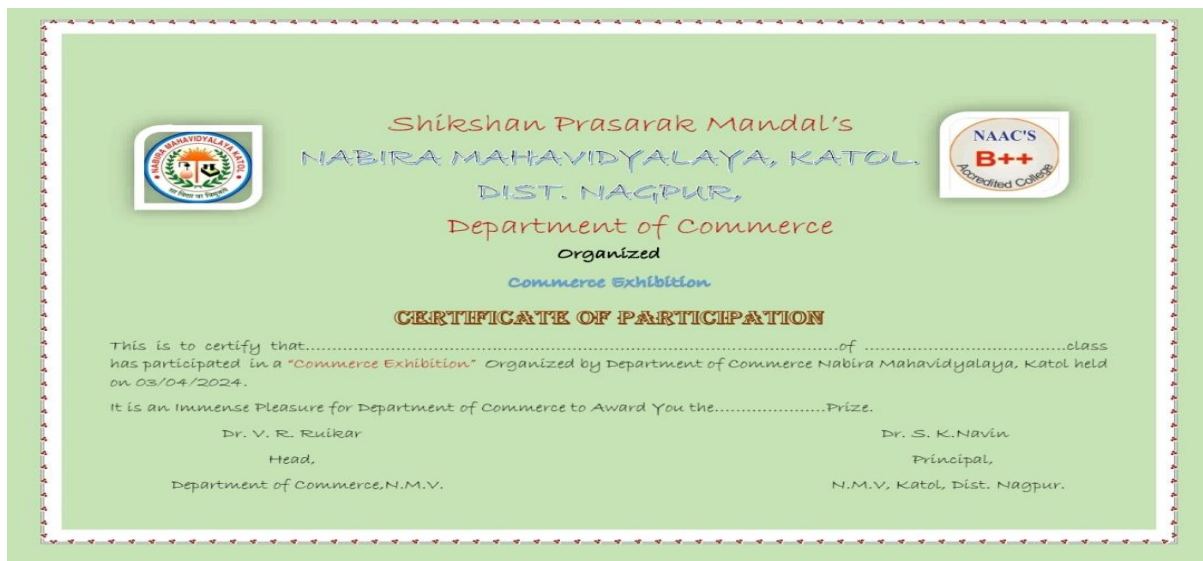 Shikshan Prasarak Mandal's
NABIRA MAHAVIDYALAYA KATOL
NABIRA MAHAVIDYALAYA, KATOL.
NAAC'S
B++
Accredited College
DIST. NAGPUR,
Department of Commerce
Organized
Commerce Exhibition
CERTIFICATE OF PARTICIPATION
This is to certify that..........................................................................................of ...................................class
has participated in a "Commerce Exhibition" Organized by Department of Commerce Nabira Mahavidyalaya, Katol held
on 03/04/2024.
It is an Immense Pleasure for Department of Commerce to Award You the.....................Prize.
Dr. V. R. Ruikar
Dr. S. K.Navin
Head,
Principal,
Department of Commerce,N.M.V.
N.M.V, Katol, Dist. Nagpur.